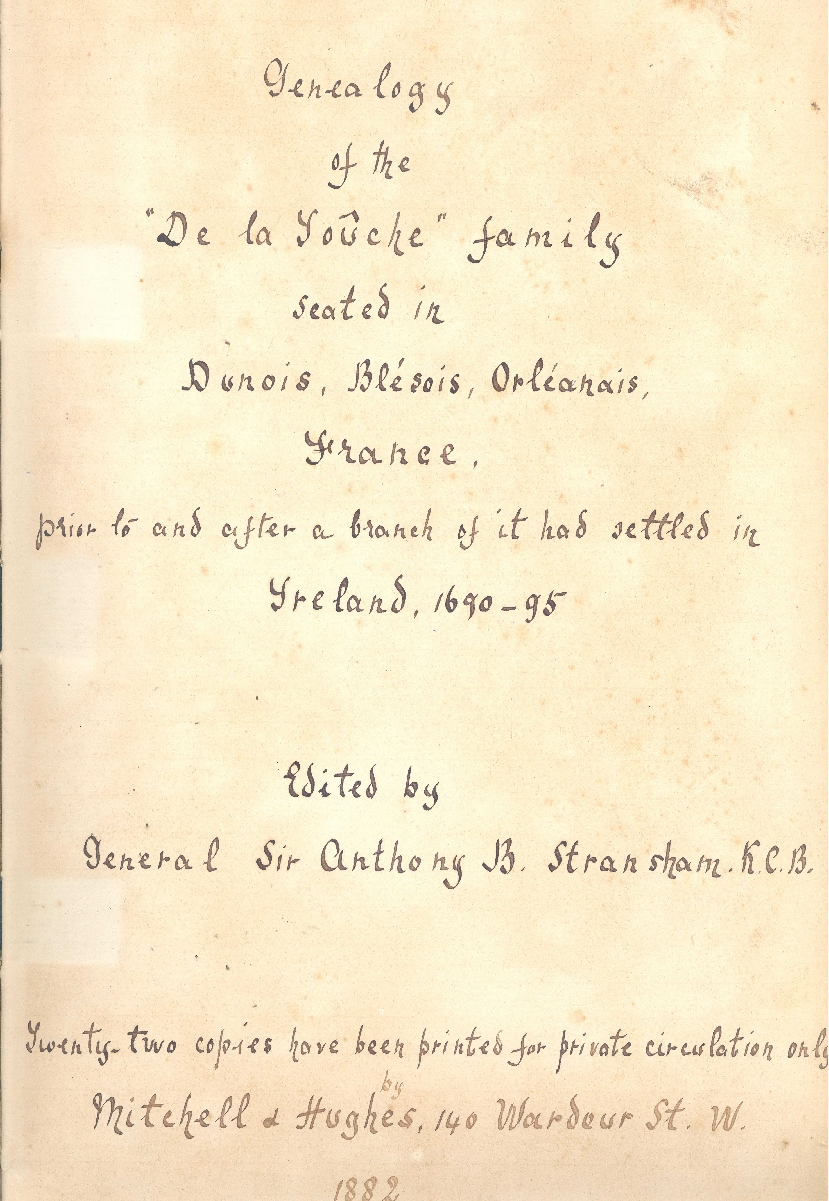 Genealogy
of the
"De la Toûche" family
seated in
Dunois, Blésois, Orléanais,
France,
prior to and after a branch of it had settled in
Ireland, 1690-95
Edited by
General Sir Anthony B. Stransham. K.C.B.
Twenty-two copies have been printed for private circulation only
by
Mitchell & Hughes, 140 Wardour St. W.
1882